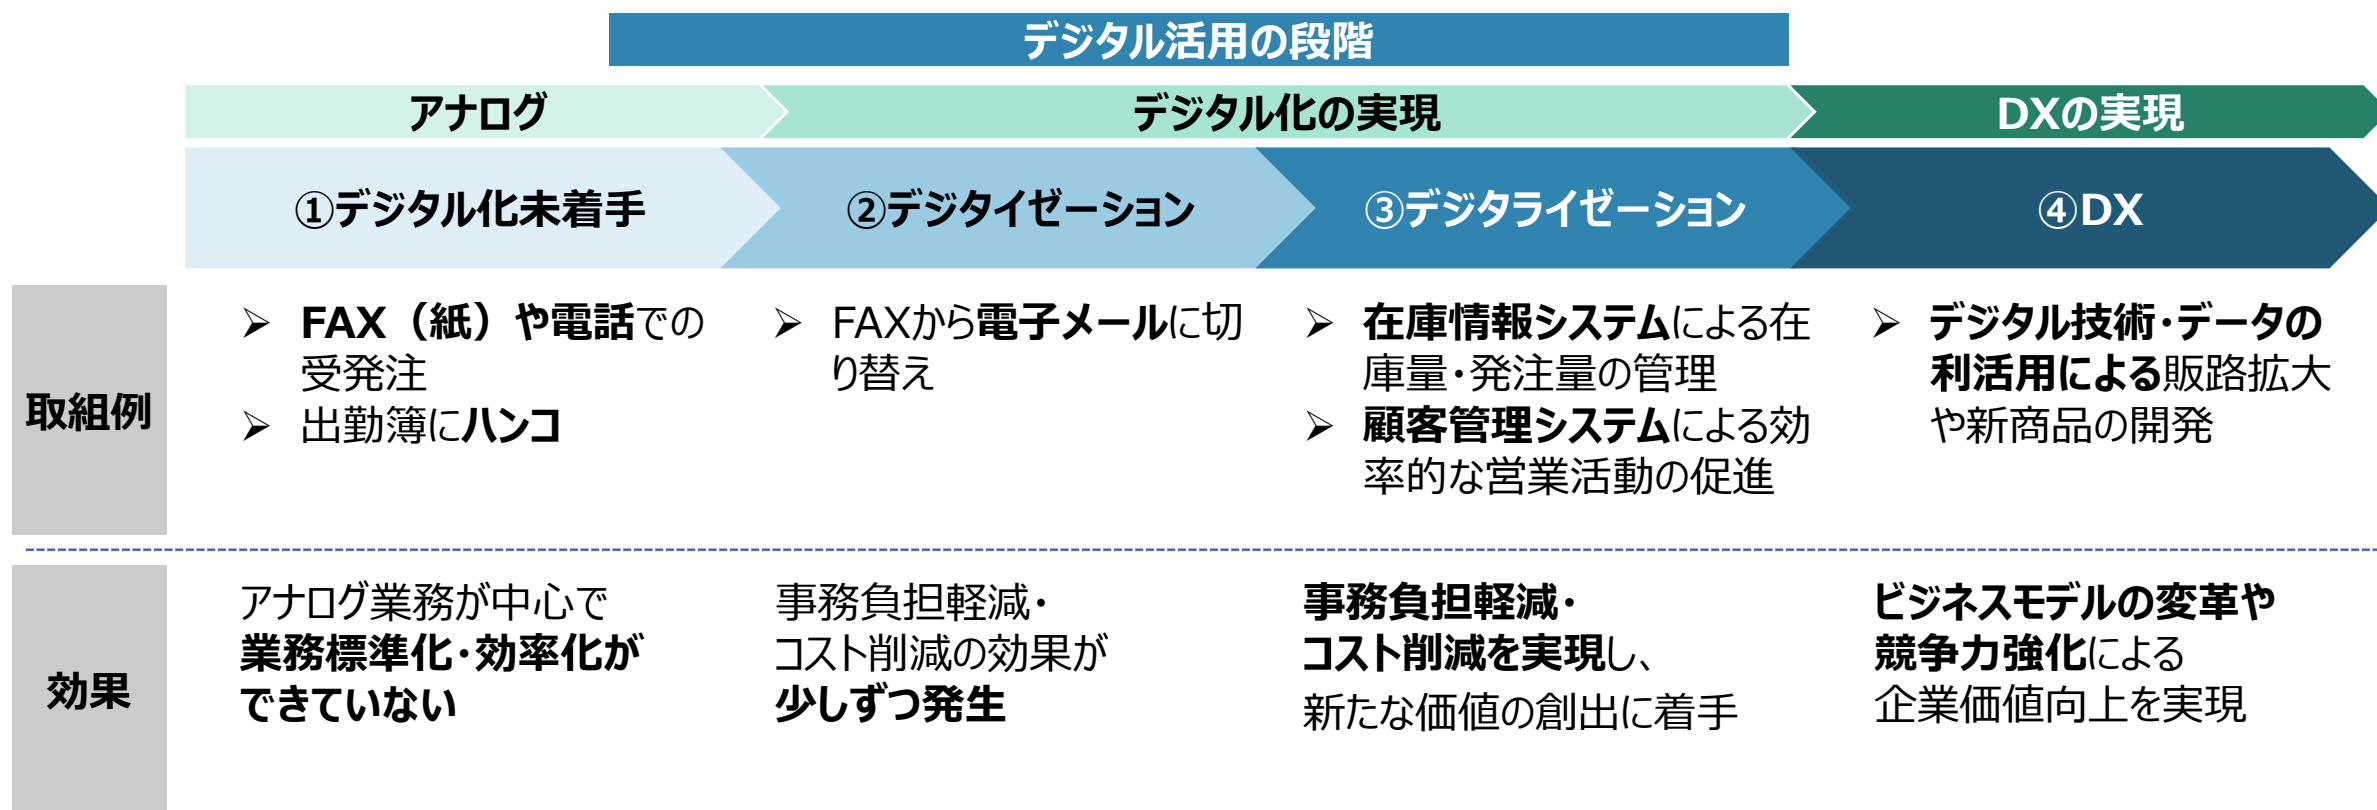 デジタル活用の段階
アナログ
デジタル化の実現
DXの実現
①デジタル化未着手
②デジタイゼーション
③デジタライゼーション
④DX
取組例
➢ FAX（紙）や電話での
受発注
➢ 出勤簿にハンコ
➢ FAXから電子メールに切
り替え
➢ 在庫情報システムによる在
庫量・発注量の管理
➢ 顧客管理システムによる効
率的な営業活動の促進
➢ デジタル技術・データの
利活用による販路拡大
や新商品の開発
効果
アナログ業務が中心で
業務標準化・効率化が
できていない
事務負担軽減・
コスト削減の効果が
少しずつ発生
事務負担軽減・
コスト削減を実現し、
新たな価値の創出に着手
ビジネスモデルの変革や
競争力強化による
企業価値向上を実現